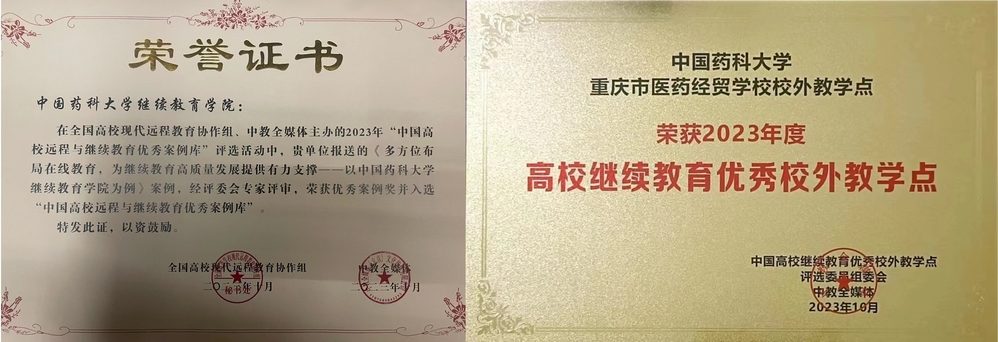 荣誉证书
中国药科大学继续教育学院：
在全国高校现代远程教育协作组、中教全媒体主办的2023年“中国高
校远程与继续教育优秀案例库”评选活动中，贵单位报送的《多方位布
局在线教育，为继续教育高质量发展提供有力支撑——以中国药科大学
继续教育学院为例》案例，经评委会专家评审，荣获优秀案例奖并入选
“中国高校远程与继续教育优秀案例库”。
特发此证，以资鼓励。
全国高校现代远程教育协作组
秘书处
中教全媒体
二〇二三年十月
中国药科大学
重庆市医药经贸学校校外教学点
荣获2023年度
高校继续教育优秀校外教学点
中国高校继续教育优秀校外教学点
评选委员组委会
中教全媒体
2023年10月